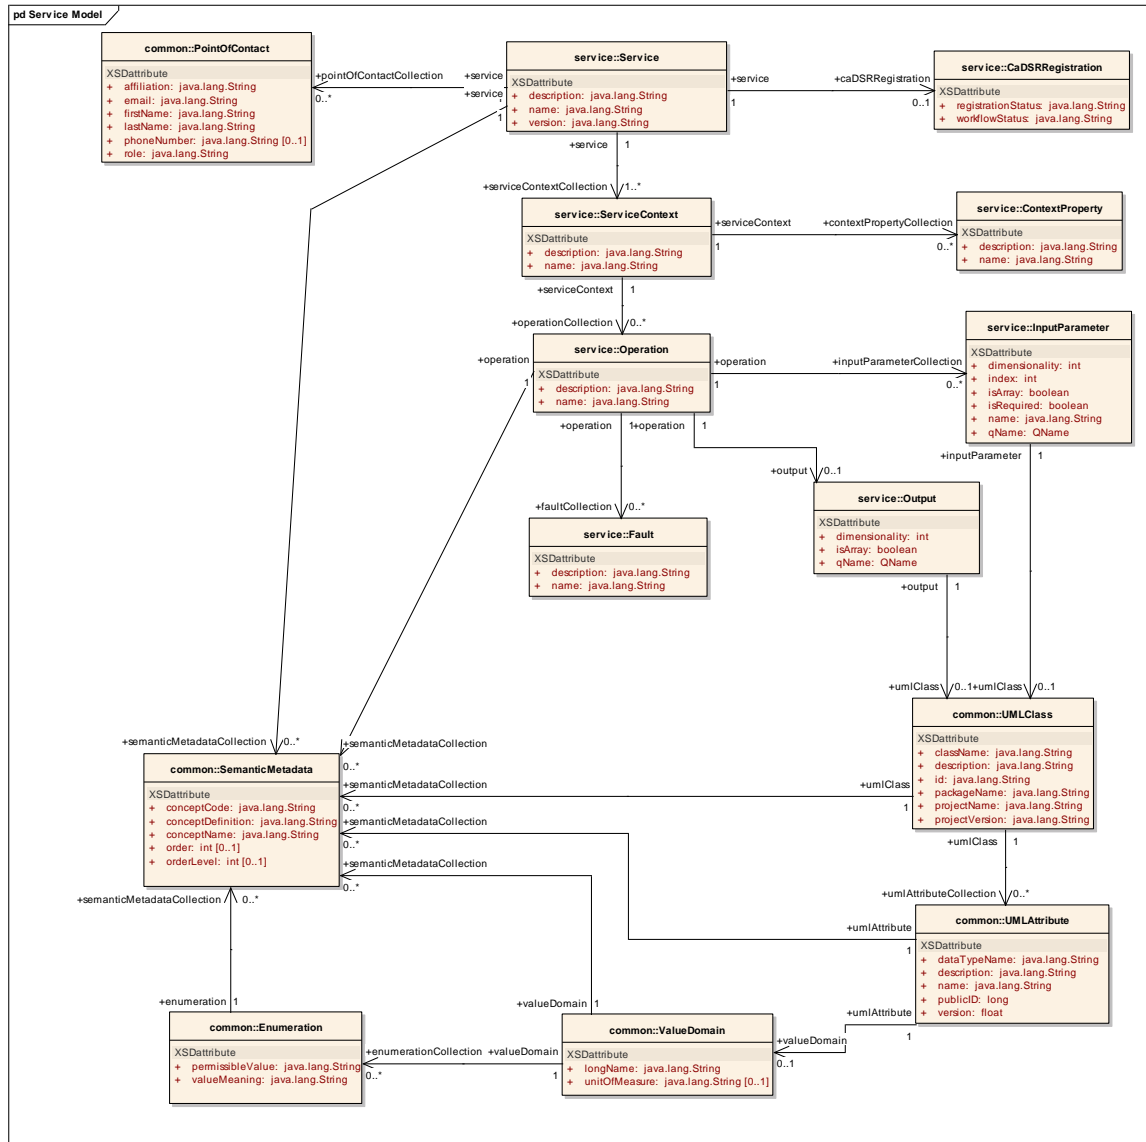 pd Service Model
common::PointOfContact
XSDattribute
+ affiliation: java.lang.String
+ email: java.lang.String
+ firstName: java.lang.String
+ lastName: java.lang.String
+ phoneNumber: java.lang.String [0..1]
+ role: java.lang.String
+pointOfContactCollection
0..*
+service
+service
1
service::Service
XSDattribute
+ description: java.lang.String
+ name: java.lang.String
+ version: java.lang.String
+service
1
+caDSRRegistration
0..1
service::CaDSRRegistration
XSDattribute
+ registrationStatus: java.lang.String
+ workflowStatus: java.lang.String
+service 1
+serviceContextCollection 1..*
service::ServiceContext
XSDattribute
+ description: java.lang.String
+ name: java.lang.String
+serviceContext
1
+contextPropertyCollection
0..*
service::ContextProperty
XSDattribute
+ description: java.lang.String
+ name: java.lang.String
+serviceContext 1
+operationCollection 0..*
service::Operation
XSDattribute
+ description: java.lang.String
+ name: java.lang.String
+operation
1
+operation
1
+inputParameterCollection
0..*
service::InputParameter
XSDattribute
+ dimensionality: int
+ index: int
+ isArray: boolean
+ isRequired: boolean
+ name: java.lang.String
+ qName: QName
+operation 1
+operation 1
+inputParameter 1
+output 0..1
+faultCollection 0..*
service::Fault
XSDattribute
+ description: java.lang.String
+ name: java.lang.String
service::Output
XSDattribute
+ dimensionality: int
+ isArray: boolean
+ qName: QName
+output 1
+umlClass 0..1
+umlClass 0..1
common::UMLClass
XSDattribute
+ className: java.lang.String
+ description: java.lang.String
+ id: java.lang.String
+ packageName: java.lang.String
+ projectName: java.lang.String
+ projectVersion: java.lang.String
+semanticMetadataCollection 0..*
+semanticMetadataCollection
0..*
+semanticMetadataCollection
0..*
+umlClass
1
+semanticMetadataCollection
0..*
+semanticMetadataCollection
0..*
common::SemanticMetadata
XSDattribute
+ conceptCode: java.lang.String
+ conceptDefinition: java.lang.String
+ conceptName: java.lang.String
+ order: int [0..1]
+ orderLevel: int [0..1]
+semanticMetadataCollection 0..*
+umlClass 1
+umlAttributeCollection 0..*
common::UMLAttribute
XSDattribute
+ dataTypeName: java.lang.String
+ description: java.lang.String
+ name: java.lang.String
+ publicID: long
+ version: float
+umlAttribute
1
+umlAttribute
1
+valueDomain
0..1
+enumeration 1
common::Enumeration
XSDattribute
+ permissibleValue: java.lang.String
+ valueMeaning: java.lang.String
+enumerationCollection
0..*
+valueDomain
1
+valueDomain 1
common::ValueDomain
XSDattribute
+ longName: java.lang.String
+ unitOfMeasure: java.lang.String [0..1]